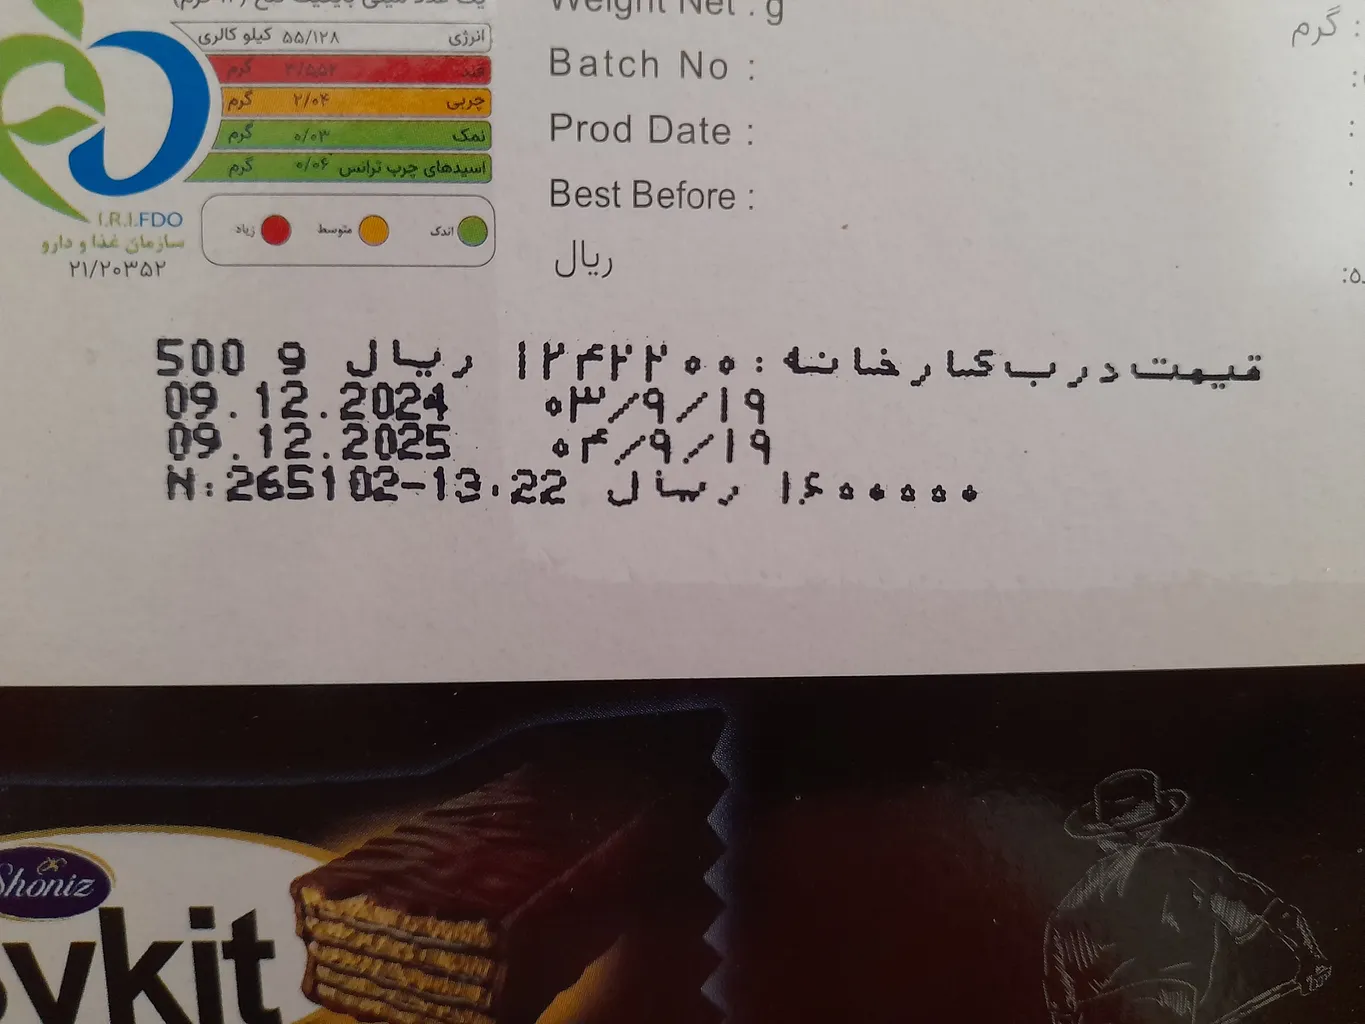 انرژی ۵۵/۱۲۸ کیلو کالری
قند گرم
چربی ۲/۰۴ گرم
نمک ۰/۰۳ گرم
اسیدهای چرب ترانس ۰/۰۶ گرم
اندک متوسط زیاد
I.R.I.FDO
سازمان غذا و دارو
۲۱/۲۰۳۵۲
Weight Net : g
Batch No :
Prod Date :
Best Before :
ریال
: گرم
قیمت درب کارخانه: ۱۲۴۲۲۰۰ ریال 500 g
09.12.2024 ۰۳/۹/۱۹
09.12.2025 ۰۴/۹/۱۹
N:265102-13:22 ریال ۱۶۰۰۰۰۰
Shoniz
ykit